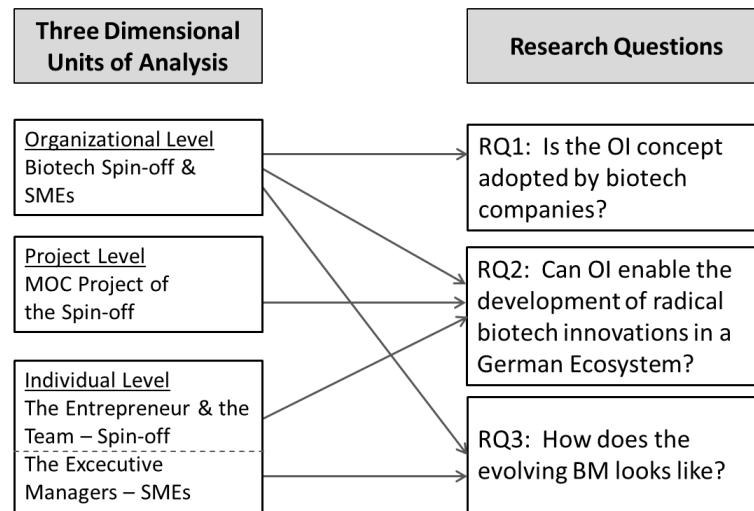 Three Dimensional
Units of Analysis
Research Questions
Organizational Level
Biotech Spin-off &
SMEs
Project Level
MOC Project of
the Spin-off
Individual Level
The Entrepreneur & the
Team – Spin-off
The Excecutive
Managers – SMEs
RQ1:  Is the OI concept
adopted by biotech
companies?
RQ2:  Can OI enable the
development of radical
biotech innovations in a
German Ecosystem?
RQ3:  How does the
evolving BM looks like?